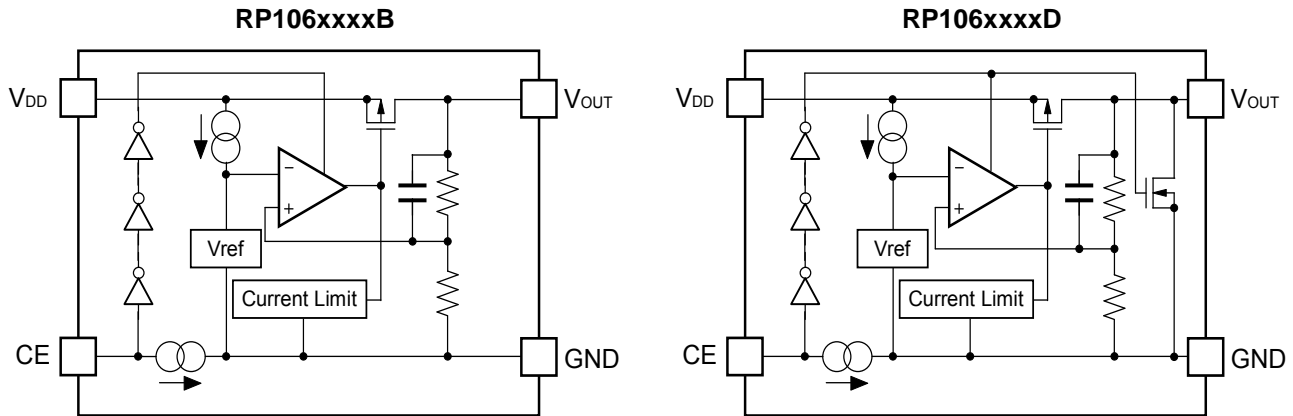 RP106xxxxB
VDD
VOUT
−
+
Vref
Current Limit
CE
GND
RP106xxxxD
VDD
VOUT
−
+
Vref
Current Limit
CE
GND